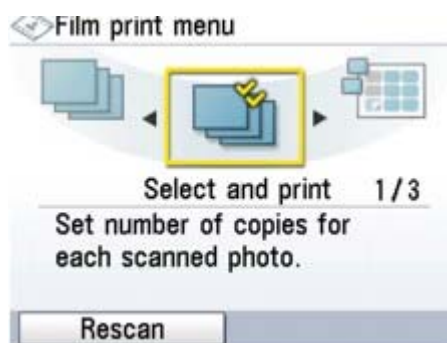 Film print menu
Select and print 1/3
Set number of copies for
each scanned photo.
Rescan